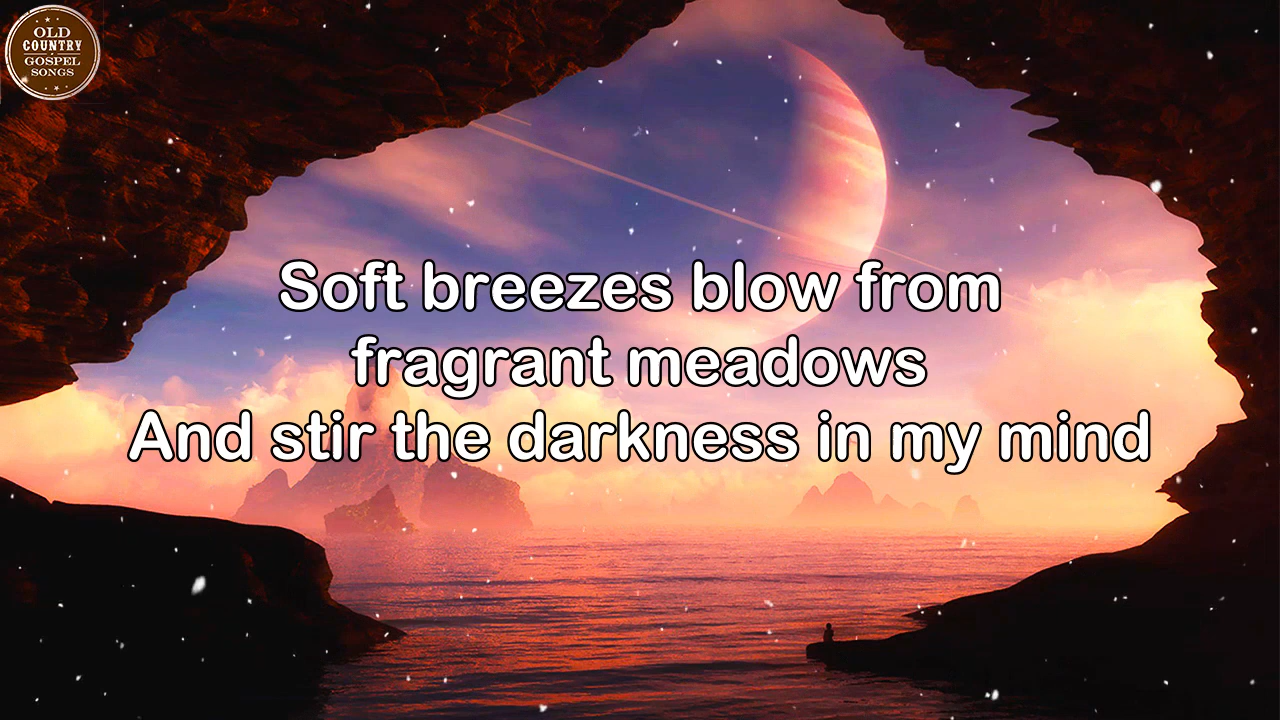 OLD
COUNTRY
GOSPEL
SONGS
Soft breezes blow from
fragrant meadows
And stir the darkness in my mind